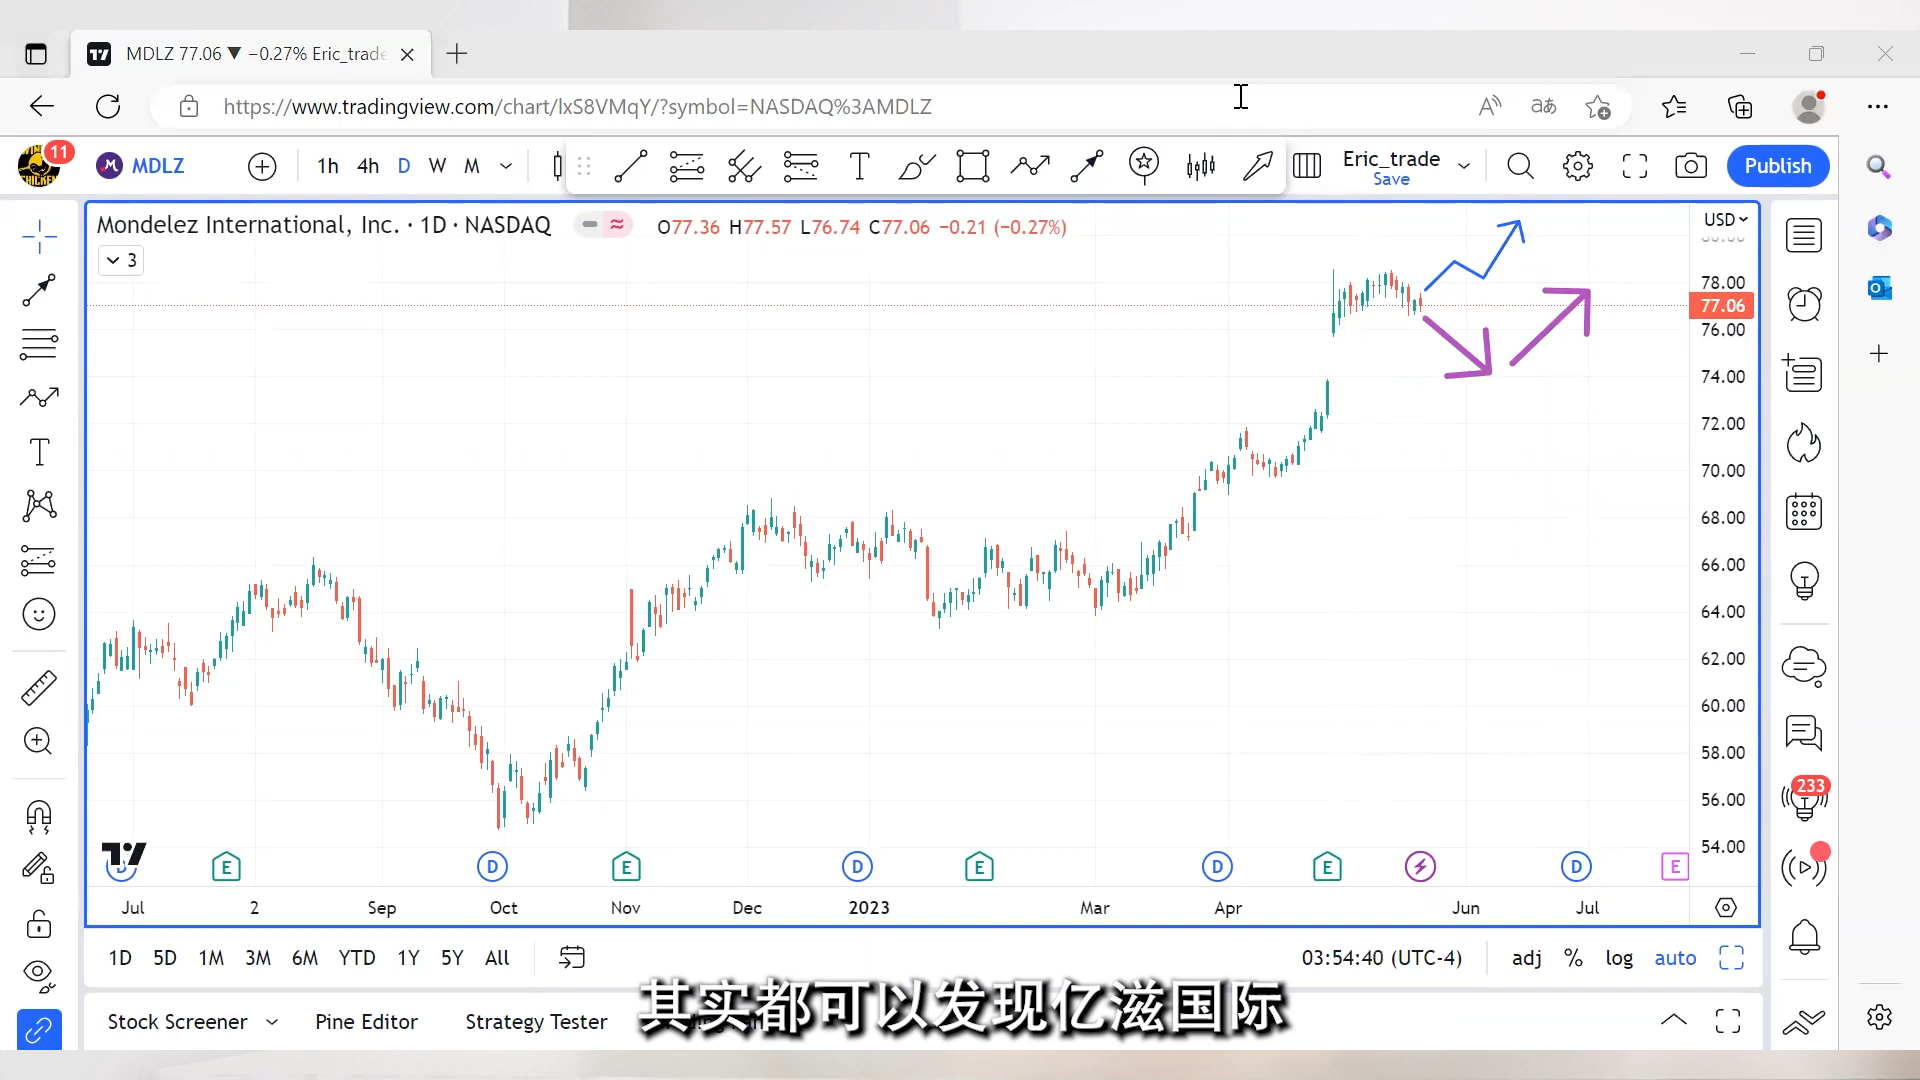 MDLZ 77.06 ▼ −0.27% Eric_trade
https://www.tradingview.com/chart/lxS8VMqY/?symbol=NASDAQ%3AMDLZ
11
MDLZ
1h 4h D W M
Eric_trade
Save
Publish
Mondelez International, Inc. · 1D · NASDAQ
O77.36 H77.57 L76.74 C77.06 −0.21 (−0.27%)
USD
3
78.00
77.06
76.00
74.00
72.00
70.00
68.00
66.00
64.00
62.00
60.00
58.00
56.00
54.00
233
D E D E D E D E D E
Jul 2 Sep Oct Nov Dec 2023 Mar Apr Jun Jul
1D 5D 1M 3M 6M YTD 1Y 5Y All
03:54:40 (UTC-4) adj % log auto
Stock Screener Pine Editor Strategy Tester
其实都可以发现亿滋国际